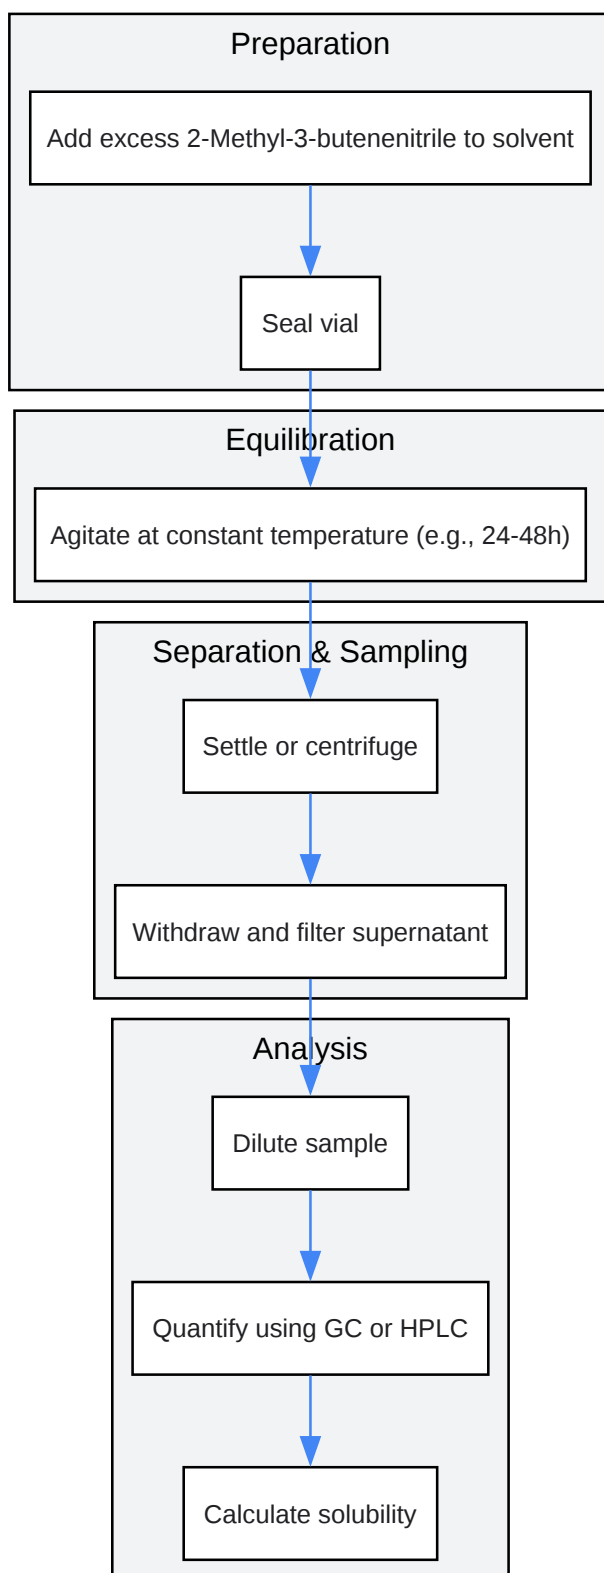 Preparation
Add excess 2-Methyl-3-butenenitrile to solvent
Seal vial
Equilibration
Agitate at constant temperature (e.g., 24-48h)
Separation & Sampling
Settle or centrifuge
Withdraw and filter supernatant
Analysis
Dilute sample
Quantify using GC or HPLC
Calculate solubility